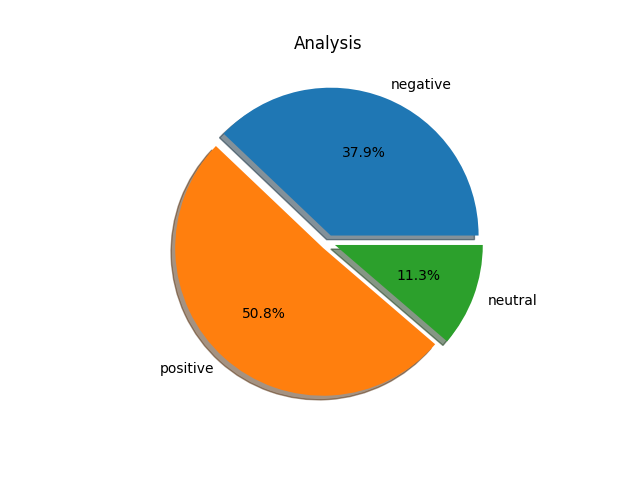 Analysis
negative
37.9%
11.3%
neutral
50.8%
positive